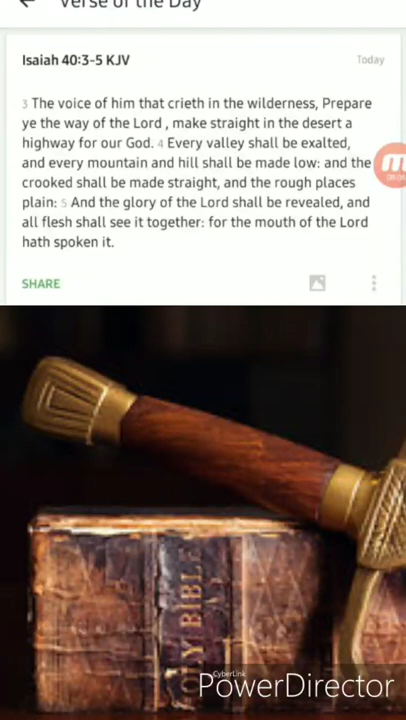 Verse of the Day
Isaiah 40:3-5 KJV
Today
3 The voice of him that crieth in the wilderness, Prepare
ye the way of the Lord , make straight in the desert a
highway for our God. 4 Every valley shall be exalted,
and every mountain and hill shall be made low: and the
crooked shall be made straight, and the rough places
plain: 5 And the glory of the Lord shall be revealed, and
all flesh shall see it together: for the mouth of the Lord
hath spoken it.
SHARE
HOLY BIBLE
CyberLink
PowerDirector